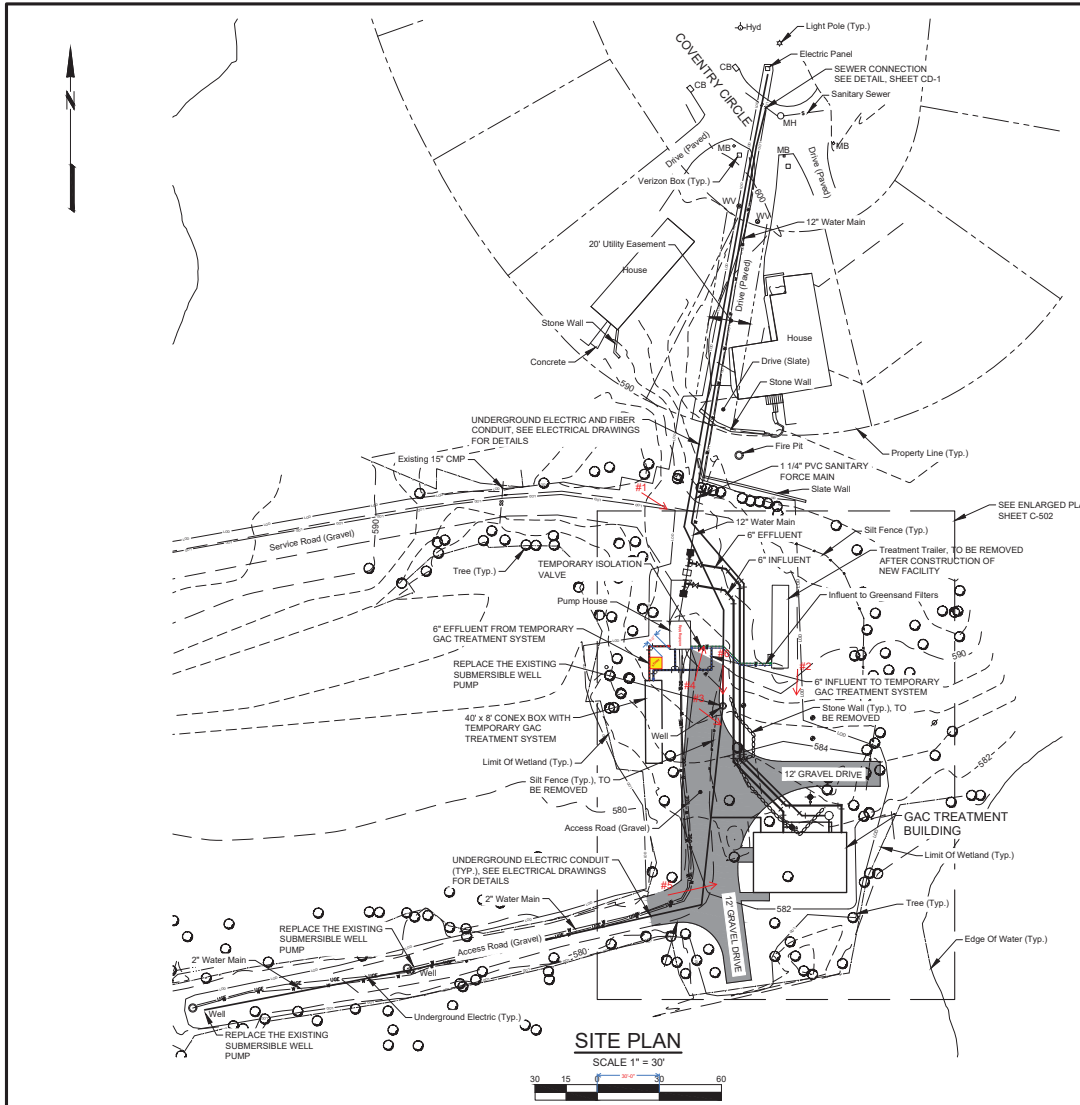 Hyd
Light Pole (Typ.)
N
COVENTRY CIRCLE
Electric Panel
CB
SEWER CONNECTION
SEE DETAIL, SHEET CD-1
CB
Sanitary Sewer
MH
Drive (Paved)
MB
MB
MB
Drive (Paved)
Verizon Box (Typ.)
600
WV
WV
12" Water Main
20' Utility Easement
House
Drive (Paved)
Stone Wall
House
Concrete
Drive (Slate)
590
Stone Wall
UNDERGROUND ELECTRIC AND FIBER
CONDUIT, SEE ELECTRICAL DRAWINGS
FOR DETAILS
Fire Pit
Property Line (Typ.)
Existing 15" CMP
1 1/4" PVC SANITARY
FORCE MAIN
#1
Slate Wall
SEE ENLARGED PLA
SHEET C-502
590
12" Water Main
Silt Fence (Typ.)
Service Road (Gravel)
6" EFFLUENT
Treatment Trailer, TO BE REMOVED
AFTER CONSTRUCTION OF
NEW FACILITY
Tree (Typ.)
TEMPORARY ISOLATION
VALVE
6" INFLUENT
Pump House
Influent to Greensand Filters
6" EFFLUENT FROM TEMPORARY
GAC TREATMENT SYSTEM
590
#2
REPLACE THE EXISTING
SUBMERSIBLE WELL
PUMP
#4
6" INFLUENT TO TEMPORARY
GAC TREATMENT SYSTEM
#3
Stone Wall (Typ.), TO
BE REMOVED
40' x 8' CONEX BOX WITH
TEMPORARY GAC
TREATMENT SYSTEM
Well
Limit Of Wetland (Typ.)
584
582
Silt Fence (Typ.), TO
BE REMOVED
12' GRAVEL DRIVE
580
GAC TREATMENT
BUILDING
Access Road (Gravel)
Limit Of Wetland (Typ.)
UNDERGROUND ELECTRIC CONDUIT
(TYP.), SEE ELECTRICAL DRAWINGS
FOR DETAILS
#5
2" Water Main
582
Tree (Typ.)
12' GRAVEL DRIVE
REPLACE THE EXISTING
SUBMERSIBLE WELL
PUMP
Access Road (Gravel)
580
Edge Of Water (Typ.)
2" Water Main
Well
Well
Underground Electric (Typ.)
REPLACE THE EXISTING
SUBMERSIBLE WELL
PUMP
SITE PLAN
SCALE 1" = 30'
30'-0"
30 15 0 30 60